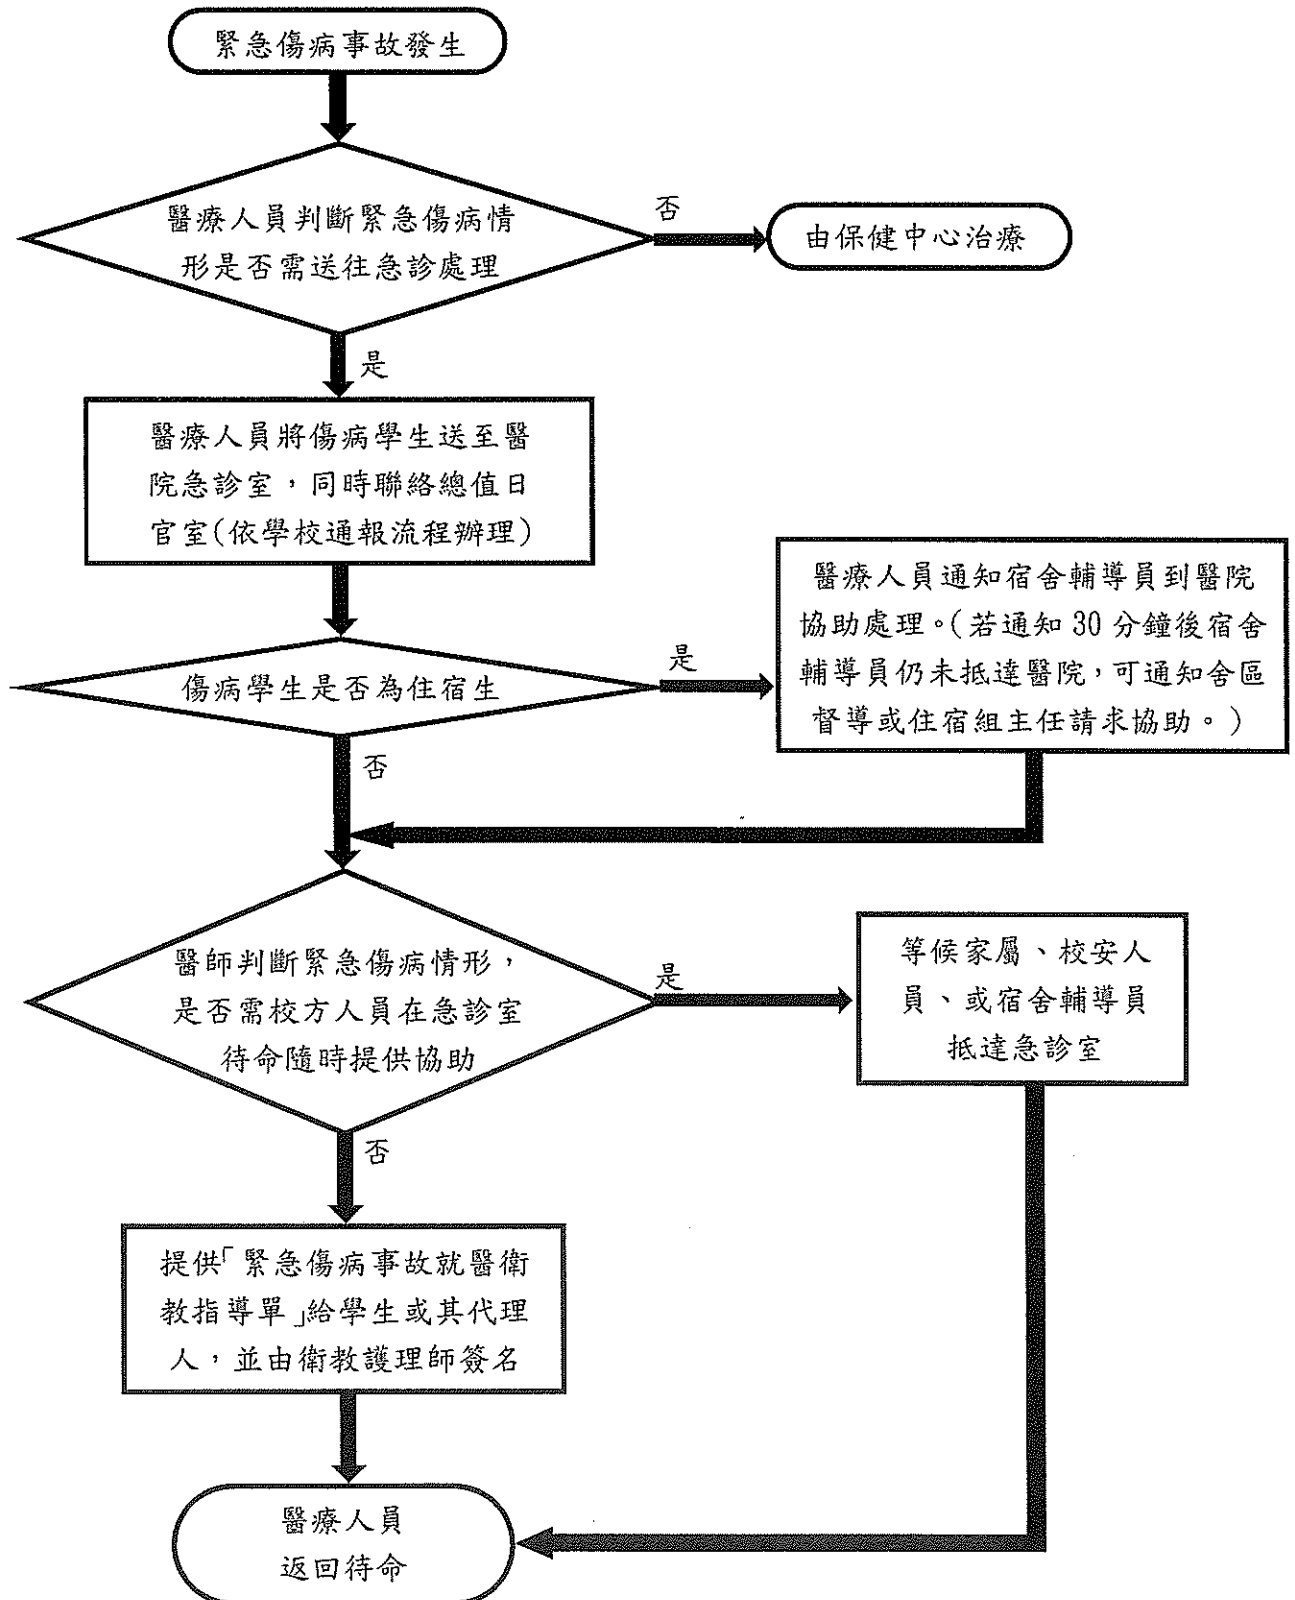 緊急傷病事故發生
醫療人員判斷緊急傷病情
形是否需送往急診處理
否
由保健中心治療
是
醫療人員將傷病學生送至醫
院急診室，同時聯絡總值日
官室(依學校通報流程辦理)
傷病學生是否為住宿生
是
醫療人員通知宿舍輔導員到醫院
協助處理。(若通知 30 分鐘後宿舍
輔導員仍未抵達醫院，可通知舍區
督導或住宿組主任請求協助。)
否
醫師判斷緊急傷病情形，
是否需校方人員在急診室
待命隨時提供協助
是
等候家屬、校安人
員、或宿舍輔導員
抵達急診室
否
提供「緊急傷病事故就醫衛
教指導單」給學生或其代理
人，並由衛教護理師簽名
醫療人員
返回待命